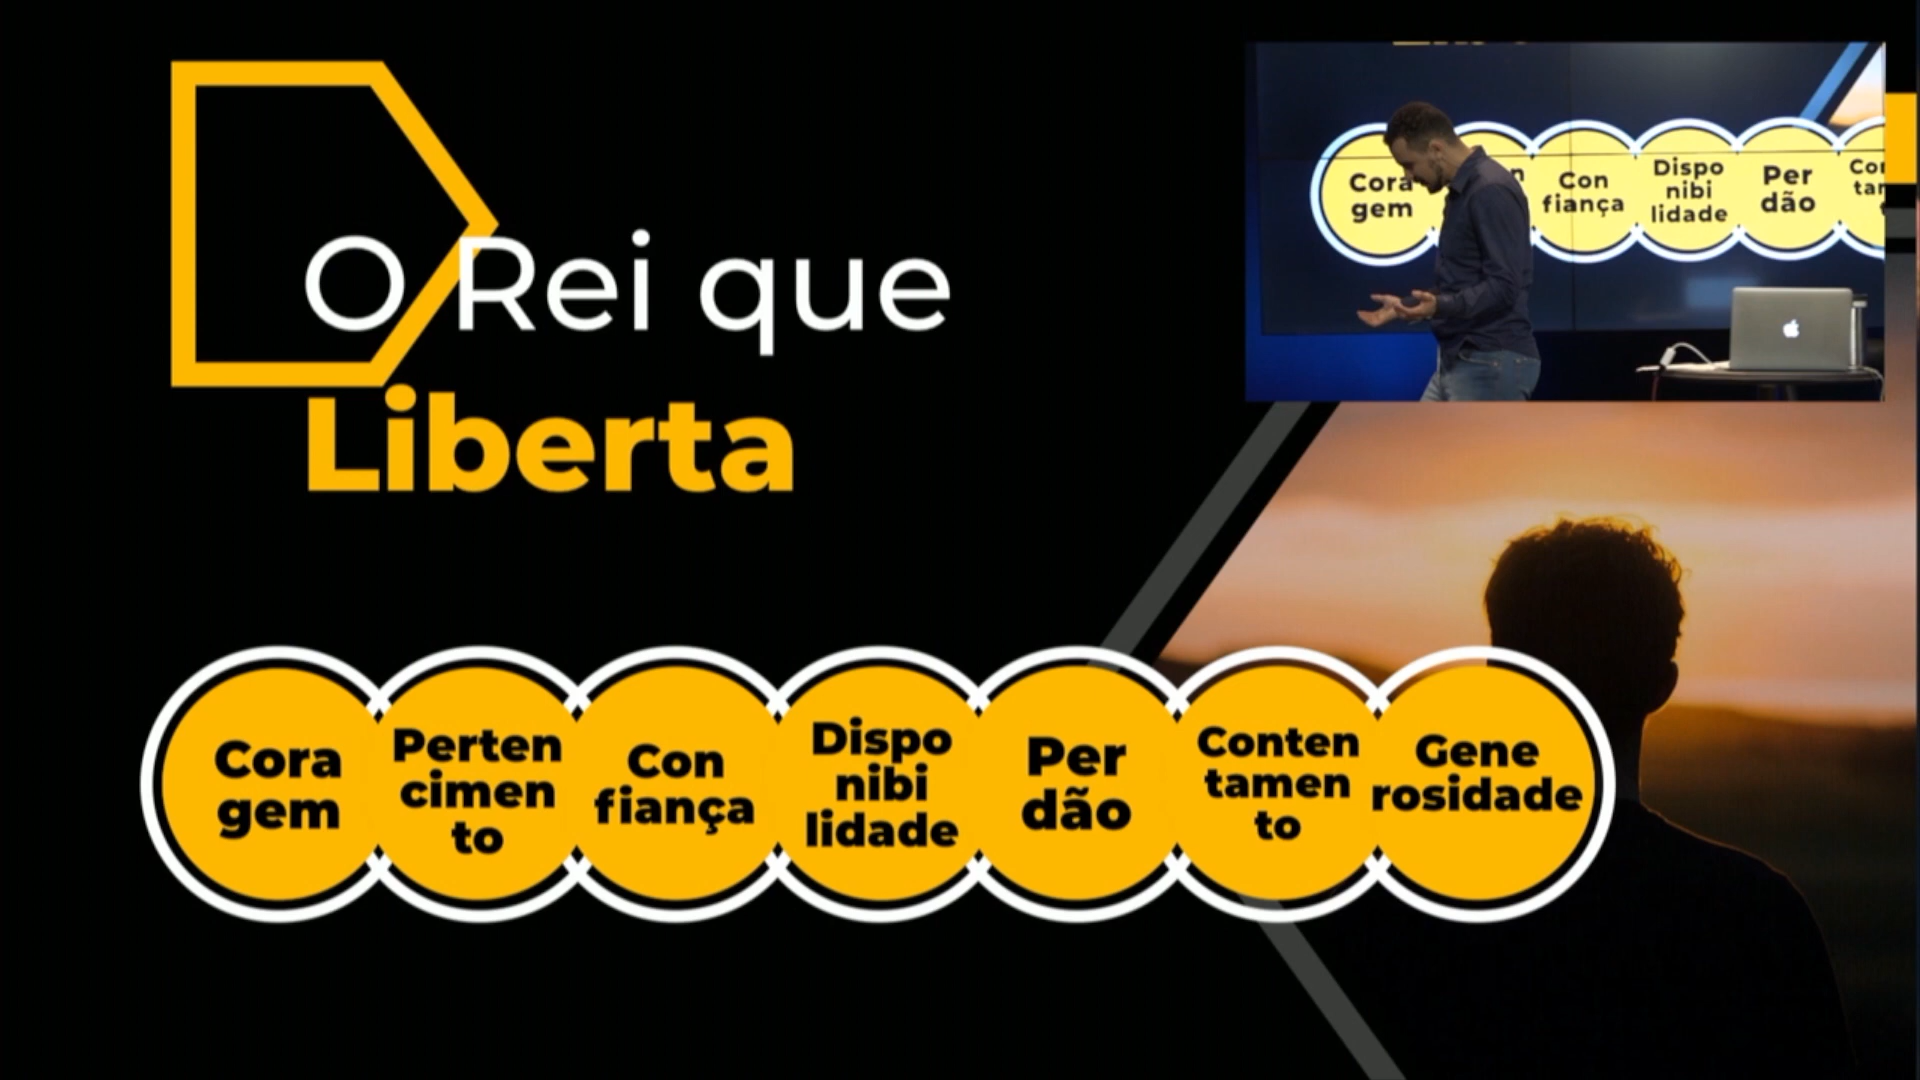 O Rei que
Liberta
Cora
gem
Perten
cimen
to
Con
fiança
Dispo
nibi
lidade
Per
dão
Conten
tamen
to
Gene
rosidade
Cora
gem
Con
fiança
Dispo
nibi
lidade
Per
dão